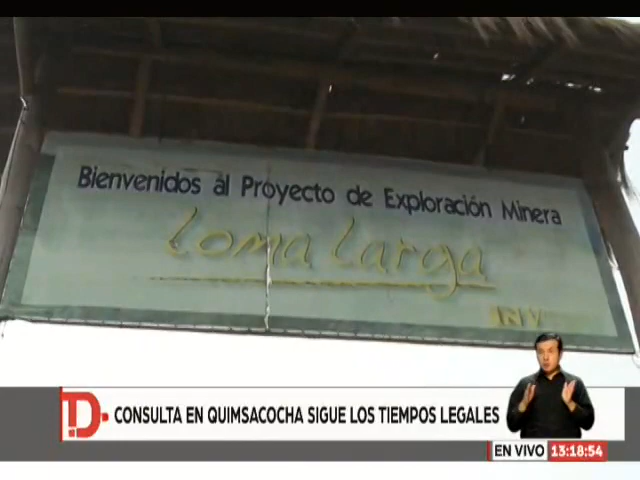 Bienvenidos al Proyecto de Exploración Minera
Loma Larga
INV
D
CONSULTA EN QUIMSACOCHA SIGUE LOS TIEMPOS LEGALES
EN VIVO 13:18:54